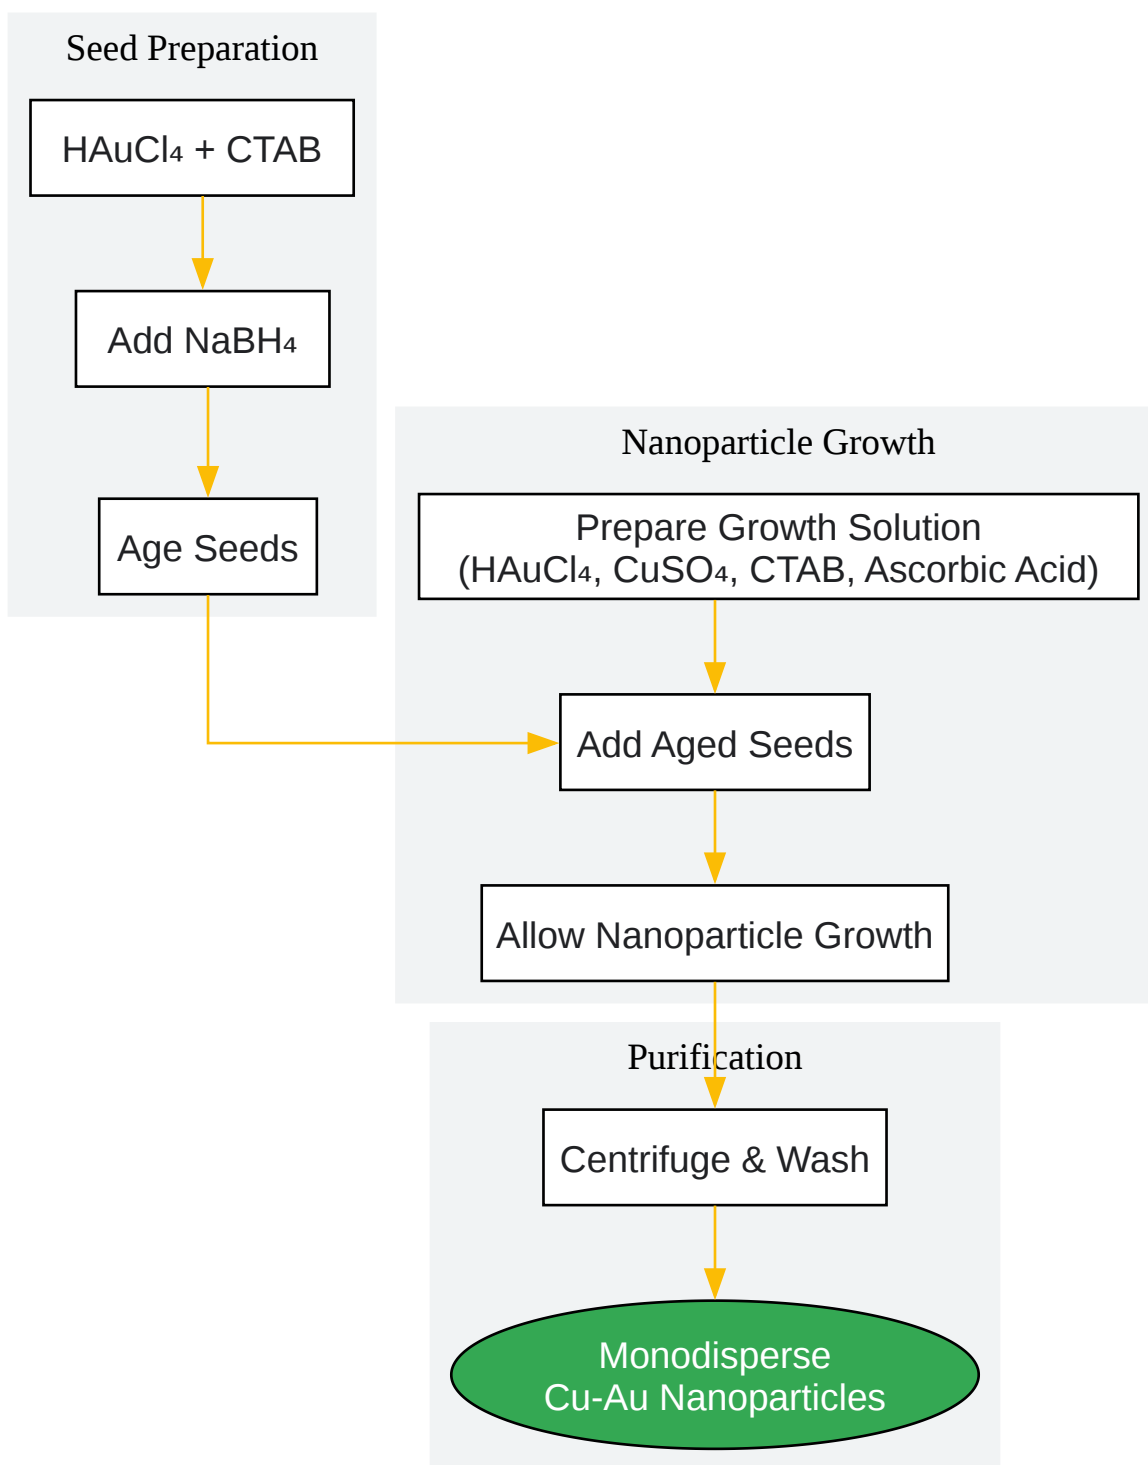 Seed Preparation
HAuCl₄ + CTAB
Add NaBH₄
Age Seeds
Nanoparticle Growth
Prepare Growth Solution
(HAuCl₄, CuSO₄, CTAB, Ascorbic Acid)
Add Aged Seeds
Allow Nanoparticle Growth
Purification
Centrifuge & Wash
Monodisperse
Cu-Au Nanoparticles